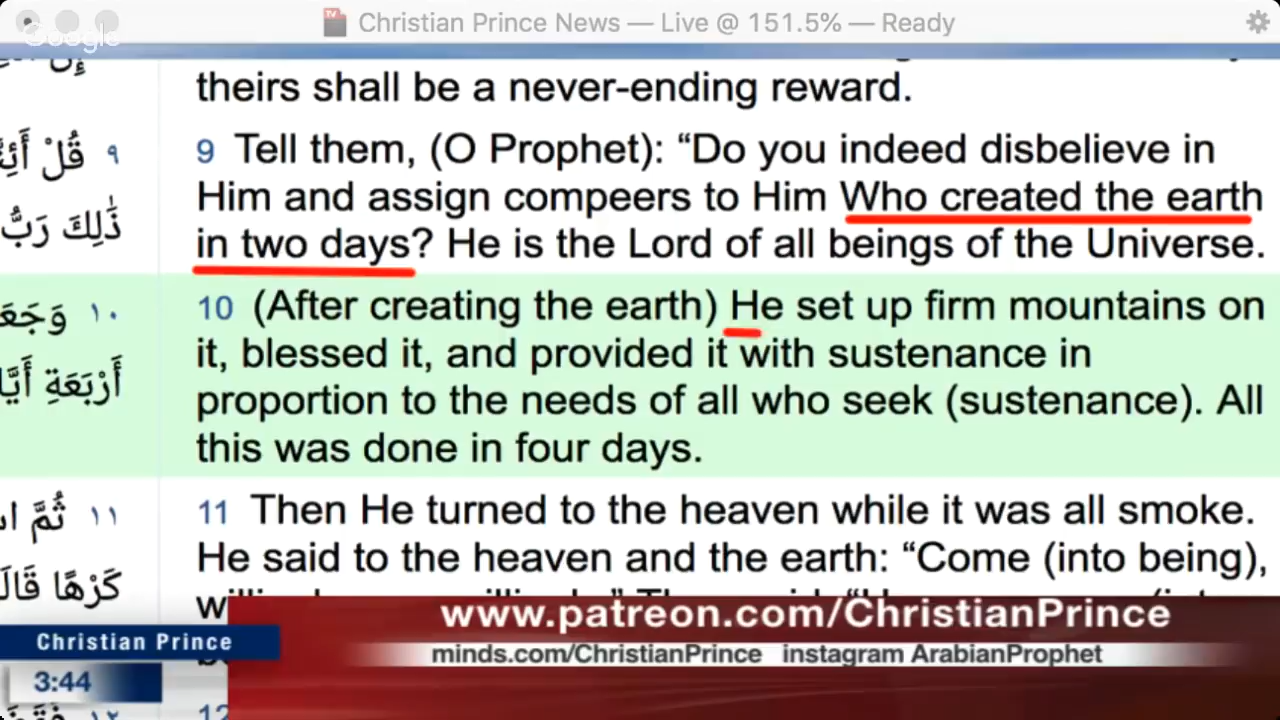 Christian Prince News — Live @ 151.5% — Ready
Google
theirs shall be a never-ending reward.
9 Tell them, (O Prophet): “Do you indeed disbelieve in
٩ قُلْ
Him and assign compeers to Him Who created the earth
in two days? He is the Lord of all beings of the Universe.
ذَٰلِكَ رَبُّ
10 (After creating the earth) He set up firm mountains on
١٠
it, blessed it, and provided it with sustenance in
أَرْبَعَةِ
proportion to the needs of all who seek (sustenance). All
this was done in four days.
11 Then He turned to the heaven while it was all smoke.
١١ ثُمَّ
He said to the heaven and the earth: “Come (into being),
كَرْهًا
www.patreon.com/ChristianPrince
Christian Prince
minds.com/ChristianPrince instagram ArabianProphet
3:44
12
١٢